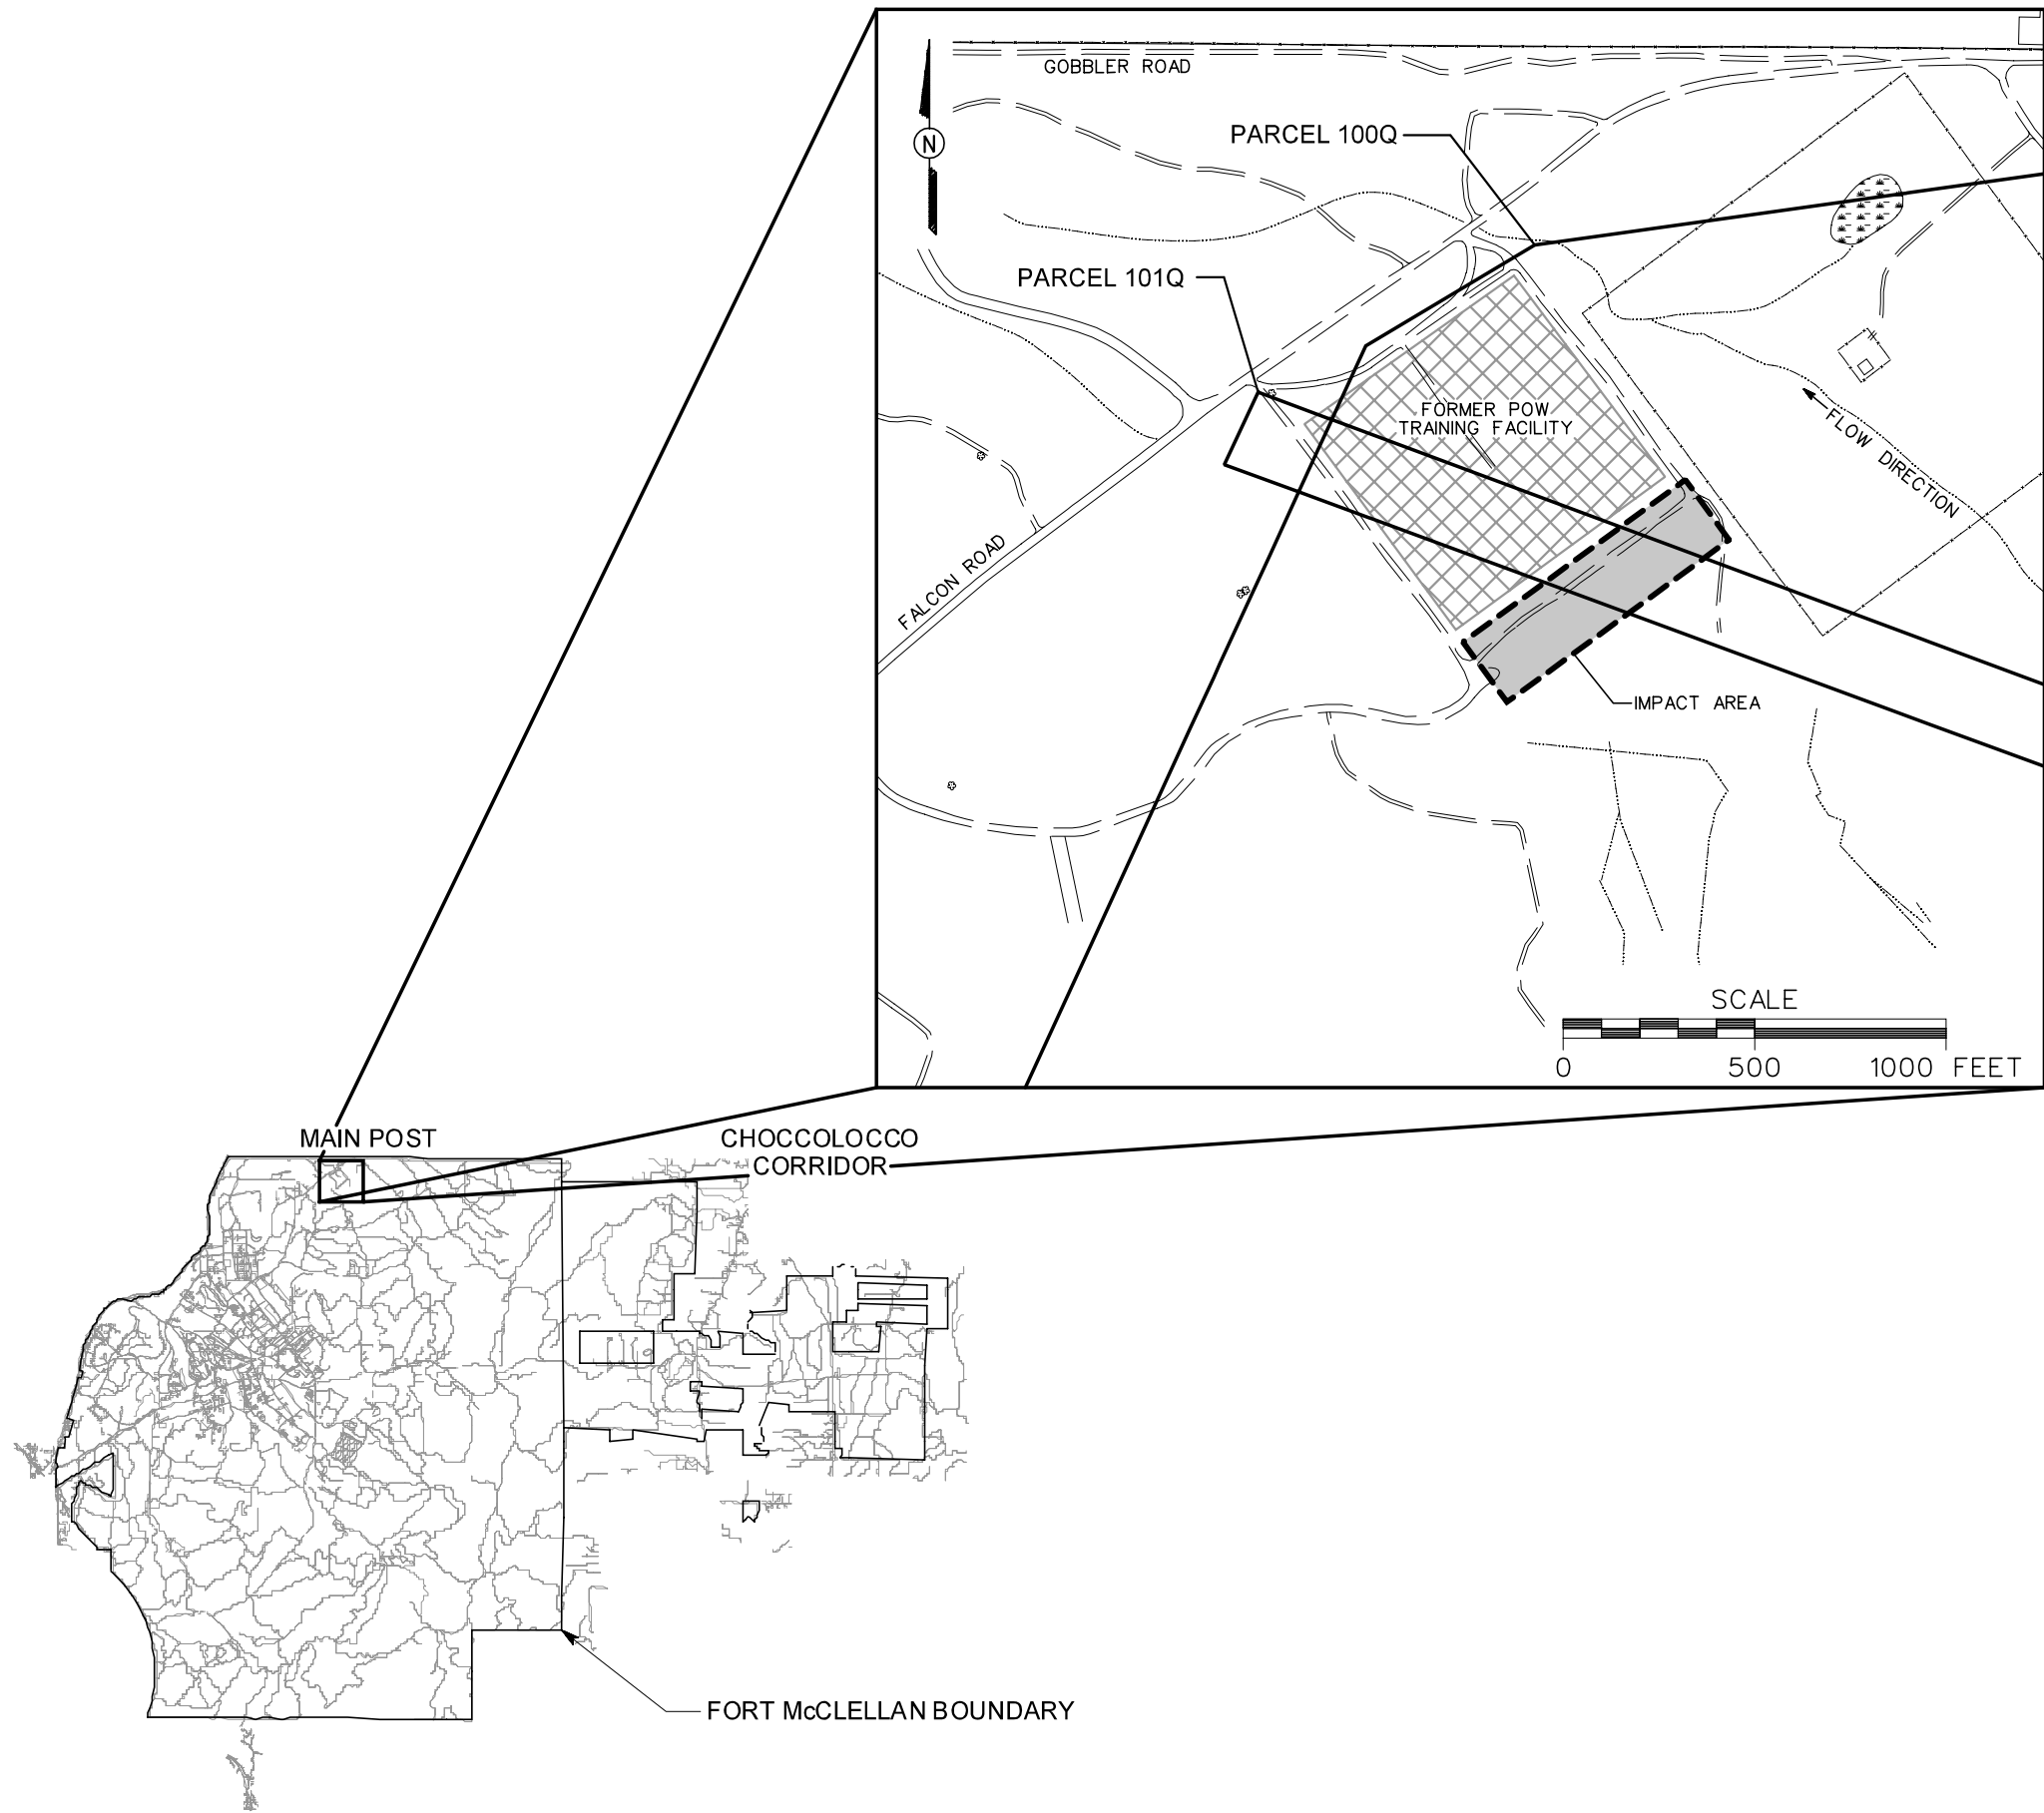 GOBBLER ROAD
N
PARCEL 100Q
PARCEL 101Q
FORMER POW
TRAINING FACILITY
FLOW DIRECTION
FALCON ROAD
IMPACT AREA
SCALE
0 500 1000 FEET
MAIN POST
CHOCCOLOCCO
CORRIDOR
FORT McCLELLAN BOUNDARY